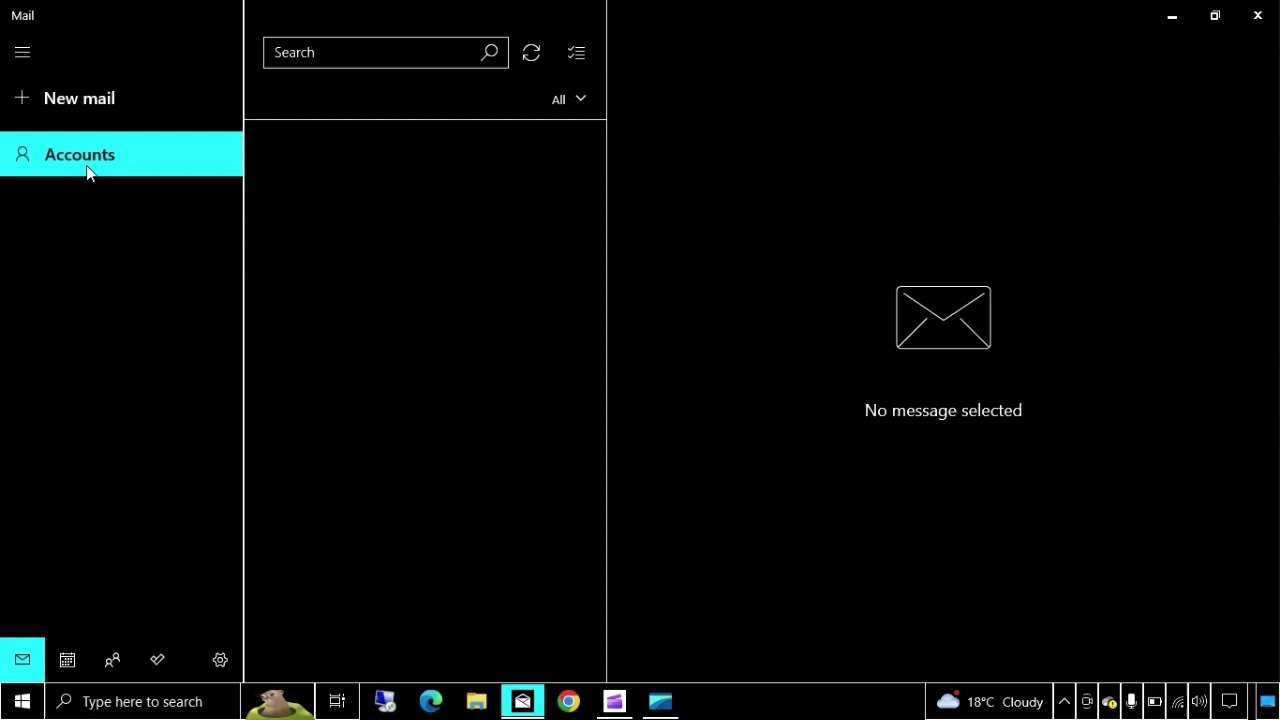 Mail
Search
New mail
All
Accounts
No message selected
Type here to search
18°C Cloudy